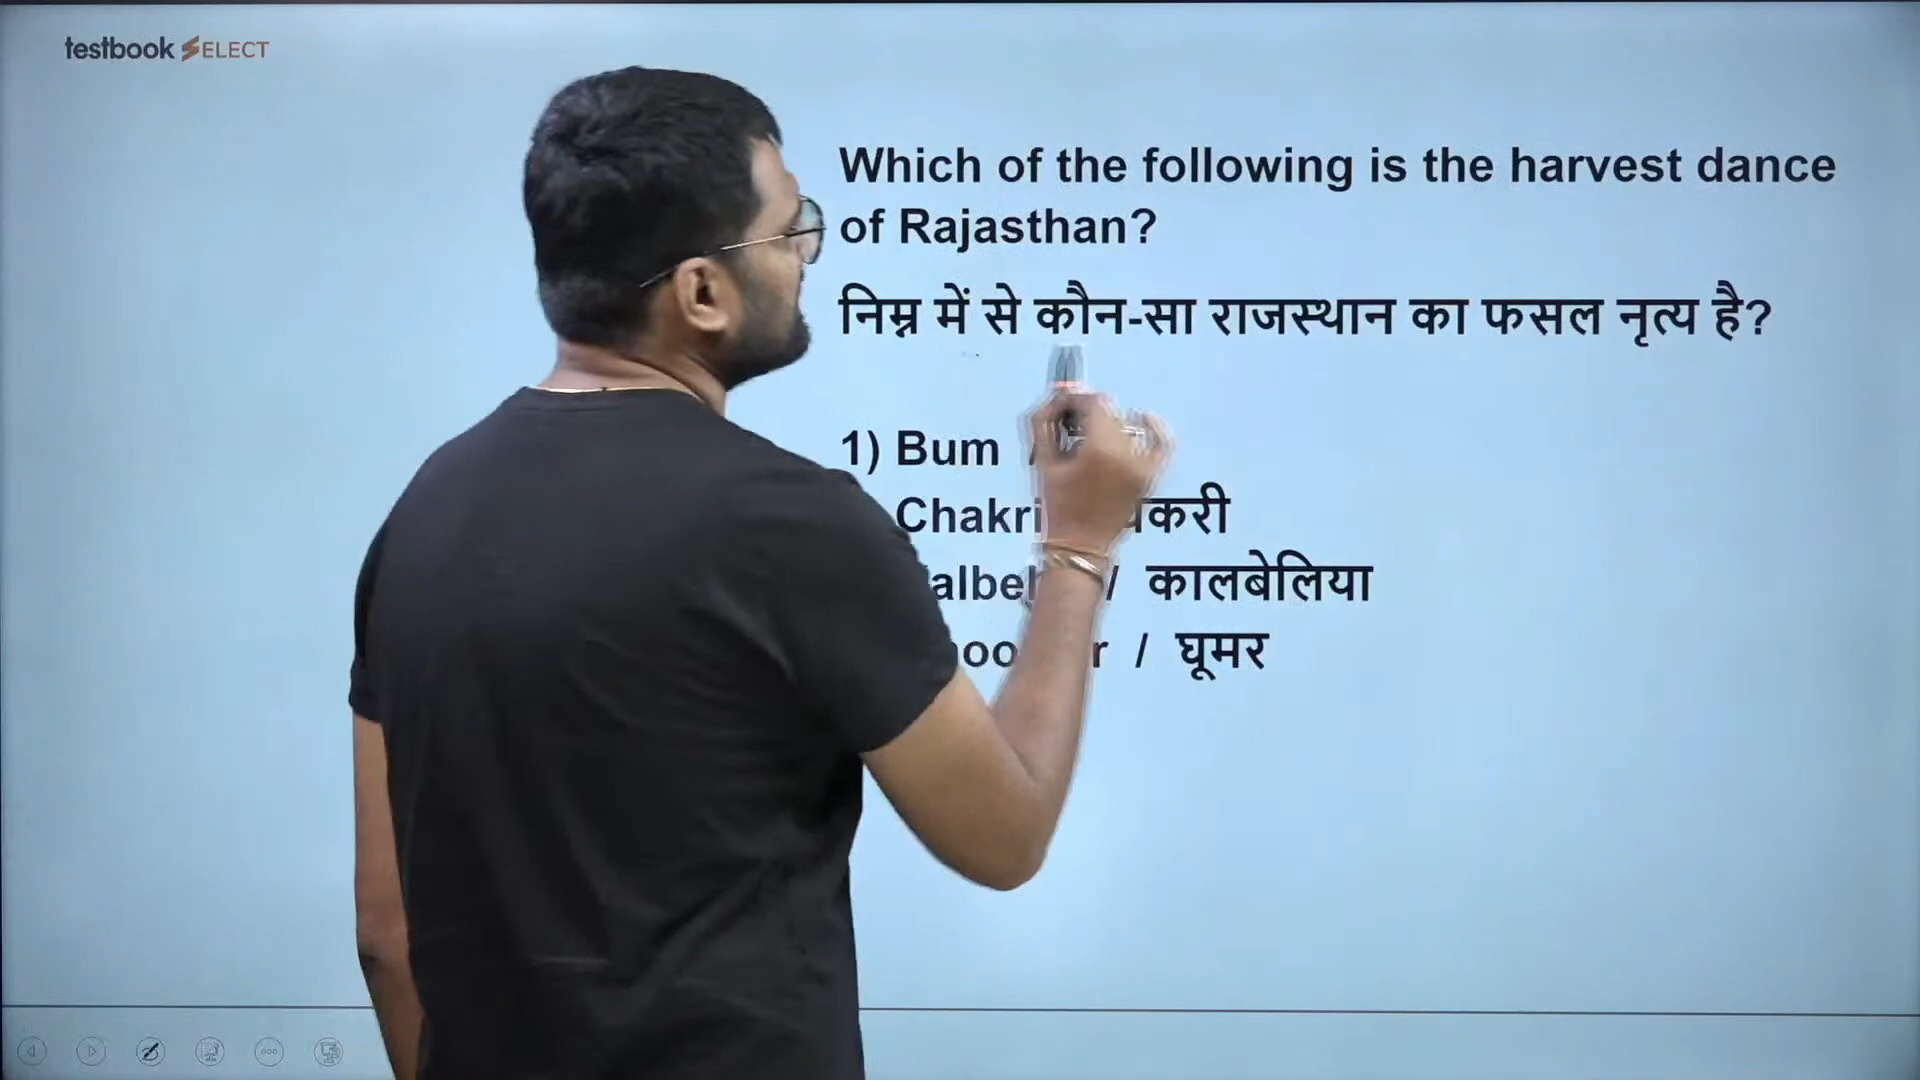 testbook SELECT
Which of the following is the harvest dance
of Rajasthan?
निम्न में से कौन-सा राजस्थान का फसल नृत्य है?
1) Bum /
Chakri
/ कालबेलिया
/ घूमर